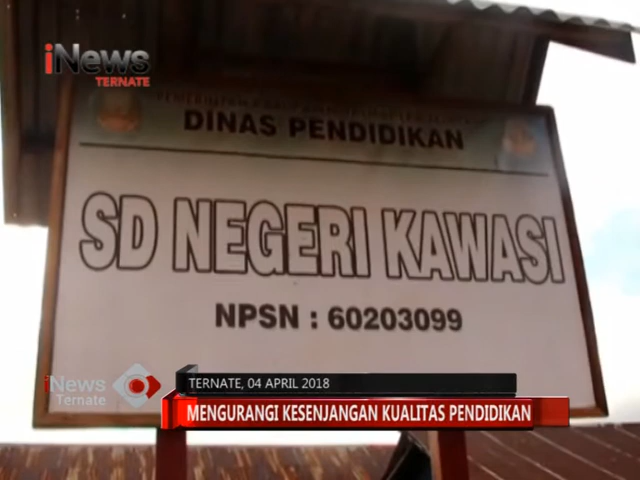 iNews
TERNATE
DINAS PENDIDIKAN
SD NEGERI KAWASI
NPSN : 60203099
iNews
Ternate
TERNATE, 04 APRIL 2018
MENGURANGI KESENJANGAN KUALITAS PENDIDIKAN